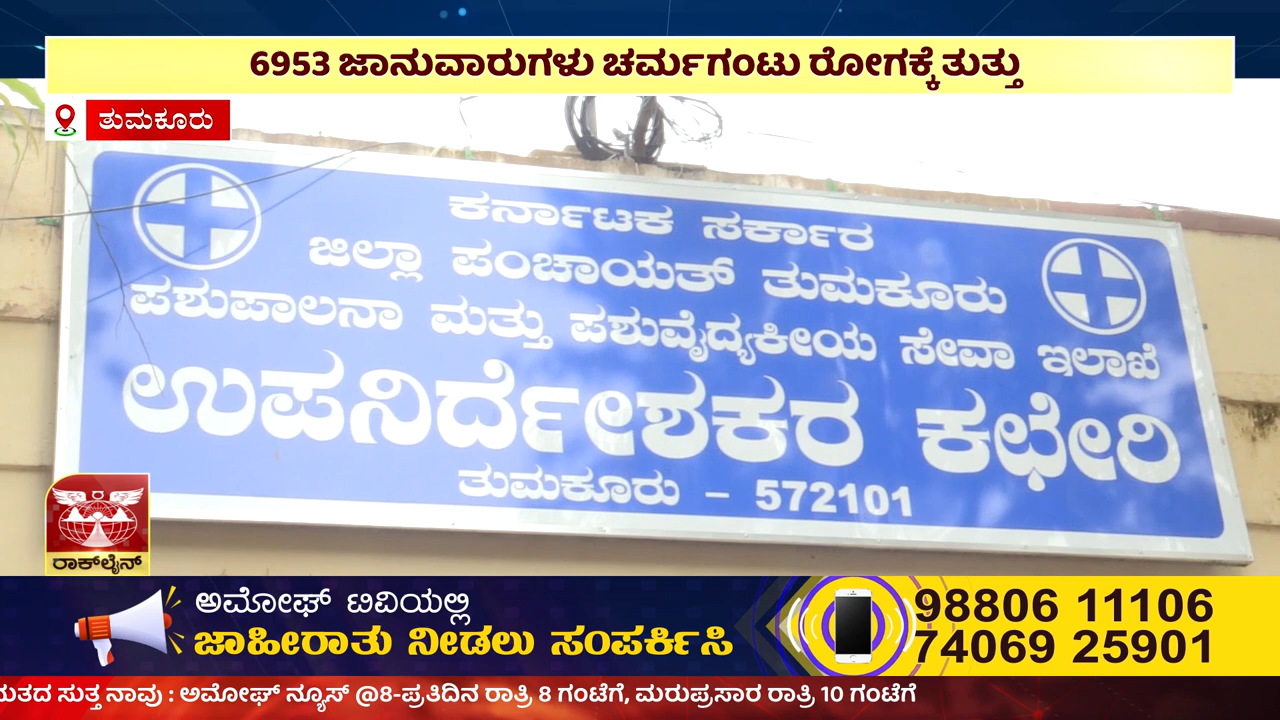 6953 ಜಾನುವಾರುಗಳು ಚರ್ಮಗಂಟು ರೋಗಕ್ಕೆ ತುತ್ತು
ತುಮಕೂರು
ಕರ್ನಾಟಕ ಸರ್ಕಾರ
ಜಿಲ್ಲಾ ಪಂಚಾಯತ್ ತುಮಕೂರು
ಪಶುಪಾಲನಾ ಮತ್ತು ಪಶುವೈದ್ಯಕೀಯ ಸೇವಾ ಇಲಾಖೆ
ಉಪನಿರ್ದೇಶಕರ ಕಛೇರಿ
ತುಮಕೂರು – 572101
ರಾಕ್‌ಲೈನ್
ಅಮೋಘ್ ಟಿವಿಯಲ್ಲಿ
ಜಾಹೀರಾತು ನೀಡಲು ಸಂಪರ್ಕಿಸಿ
98806 11106
74069 25901
ಸುತ್ತ ನಾವು : ಅಮೋಘ್ ನ್ಯೂಸ್ @8-ಪ್ರತಿದಿನ ರಾತ್ರಿ 8 ಗಂಟೆಗೆ, ಮರುಪ್ರಸಾರ ರಾತ್ರಿ 10 ಗಂಟೆಗೆ